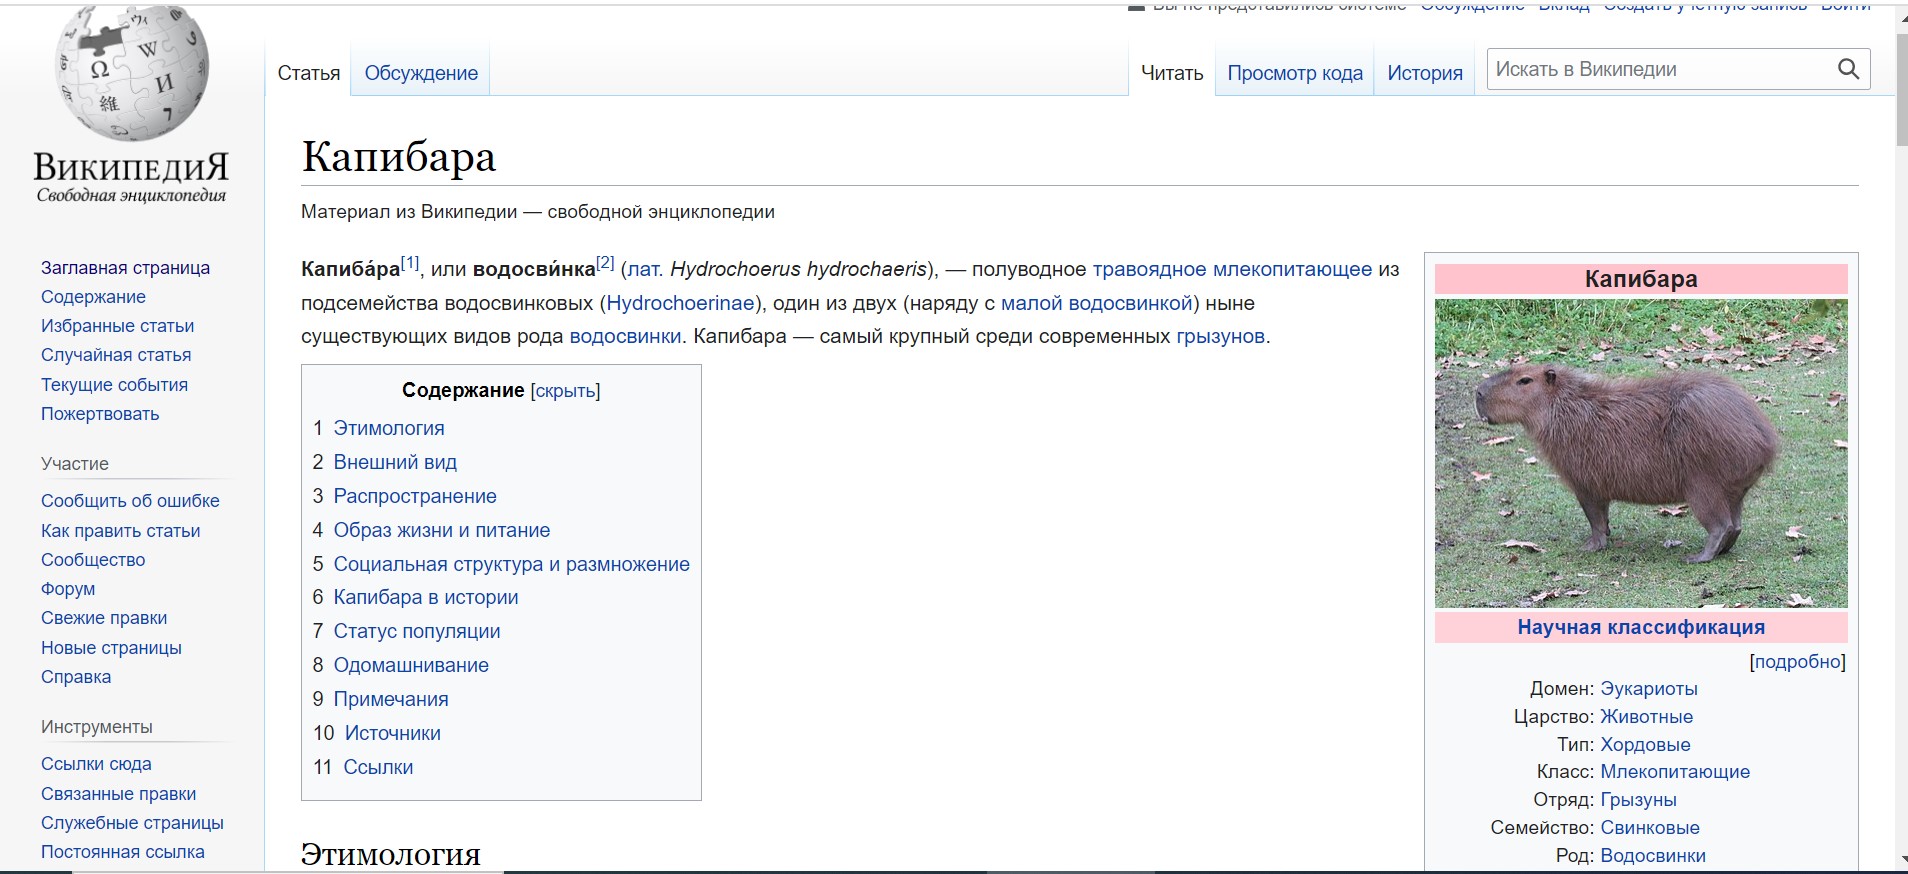 Вы не представились системе Обсуждение Вклад Создать учётную запись Войти
ВикипедиЯ
Свободная энциклопедия
Статья Обсуждение Читать Просмотр кода История Искать в Википедии
Заглавная страница
Содержание
Избранные статьи
Случайная статья
Текущие события
Пожертвовать
Участие
Сообщить об ошибке
Как править статьи
Сообщество
Форум
Свежие правки
Новые страницы
Справка
Инструменты
Ссылки сюда
Связанные правки
Служебные страницы
Постоянная ссылка
Капибара
Материал из Википедии — свободной энциклопедии
Капиба́ра[1], или водосви́нка[2] (лат. Hydrochoerus hydrochaeris), — полуводное травоядное млекопитающее из
подсемейства водосвинковых (Hydrochoerinae), один из двух (наряду с малой водосвинкой) ныне
существующих видов рода водосвинки. Капибара — самый крупный среди современных грызунов.
Содержание [скрыть]
1 Этимология
2 Внешний вид
3 Распространение
4 Образ жизни и питание
5 Социальная структура и размножение
6 Капибара в истории
7 Статус популяции
8 Одомашнивание
9 Примечания
10 Источники
11 Ссылки
Этимология
Капибара
Научная классификация
[подробно]
Домен: Эукариоты
Царство: Животные
Тип: Хордовые
Класс: Млекопитающие
Отряд: Грызуны
Семейство: Свинковые
Род: Водосвинки